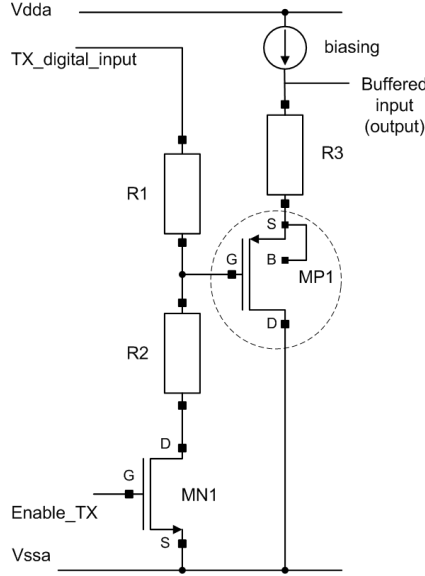 Vdda
biasing
TX_digital_input
Buffered
input
(output)
R3
R1
S
G
B
MP1
D
R2
D
G
MN1
Enable_TX
S
Vssa